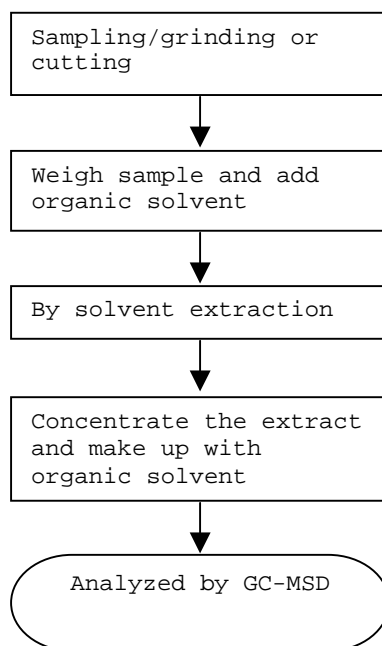 Sampling/grinding or
cutting
Weigh sample and add
organic solvent
By solvent extraction
Concentrate the extract
and make up with
organic solvent
Analyzed by GC-MSD